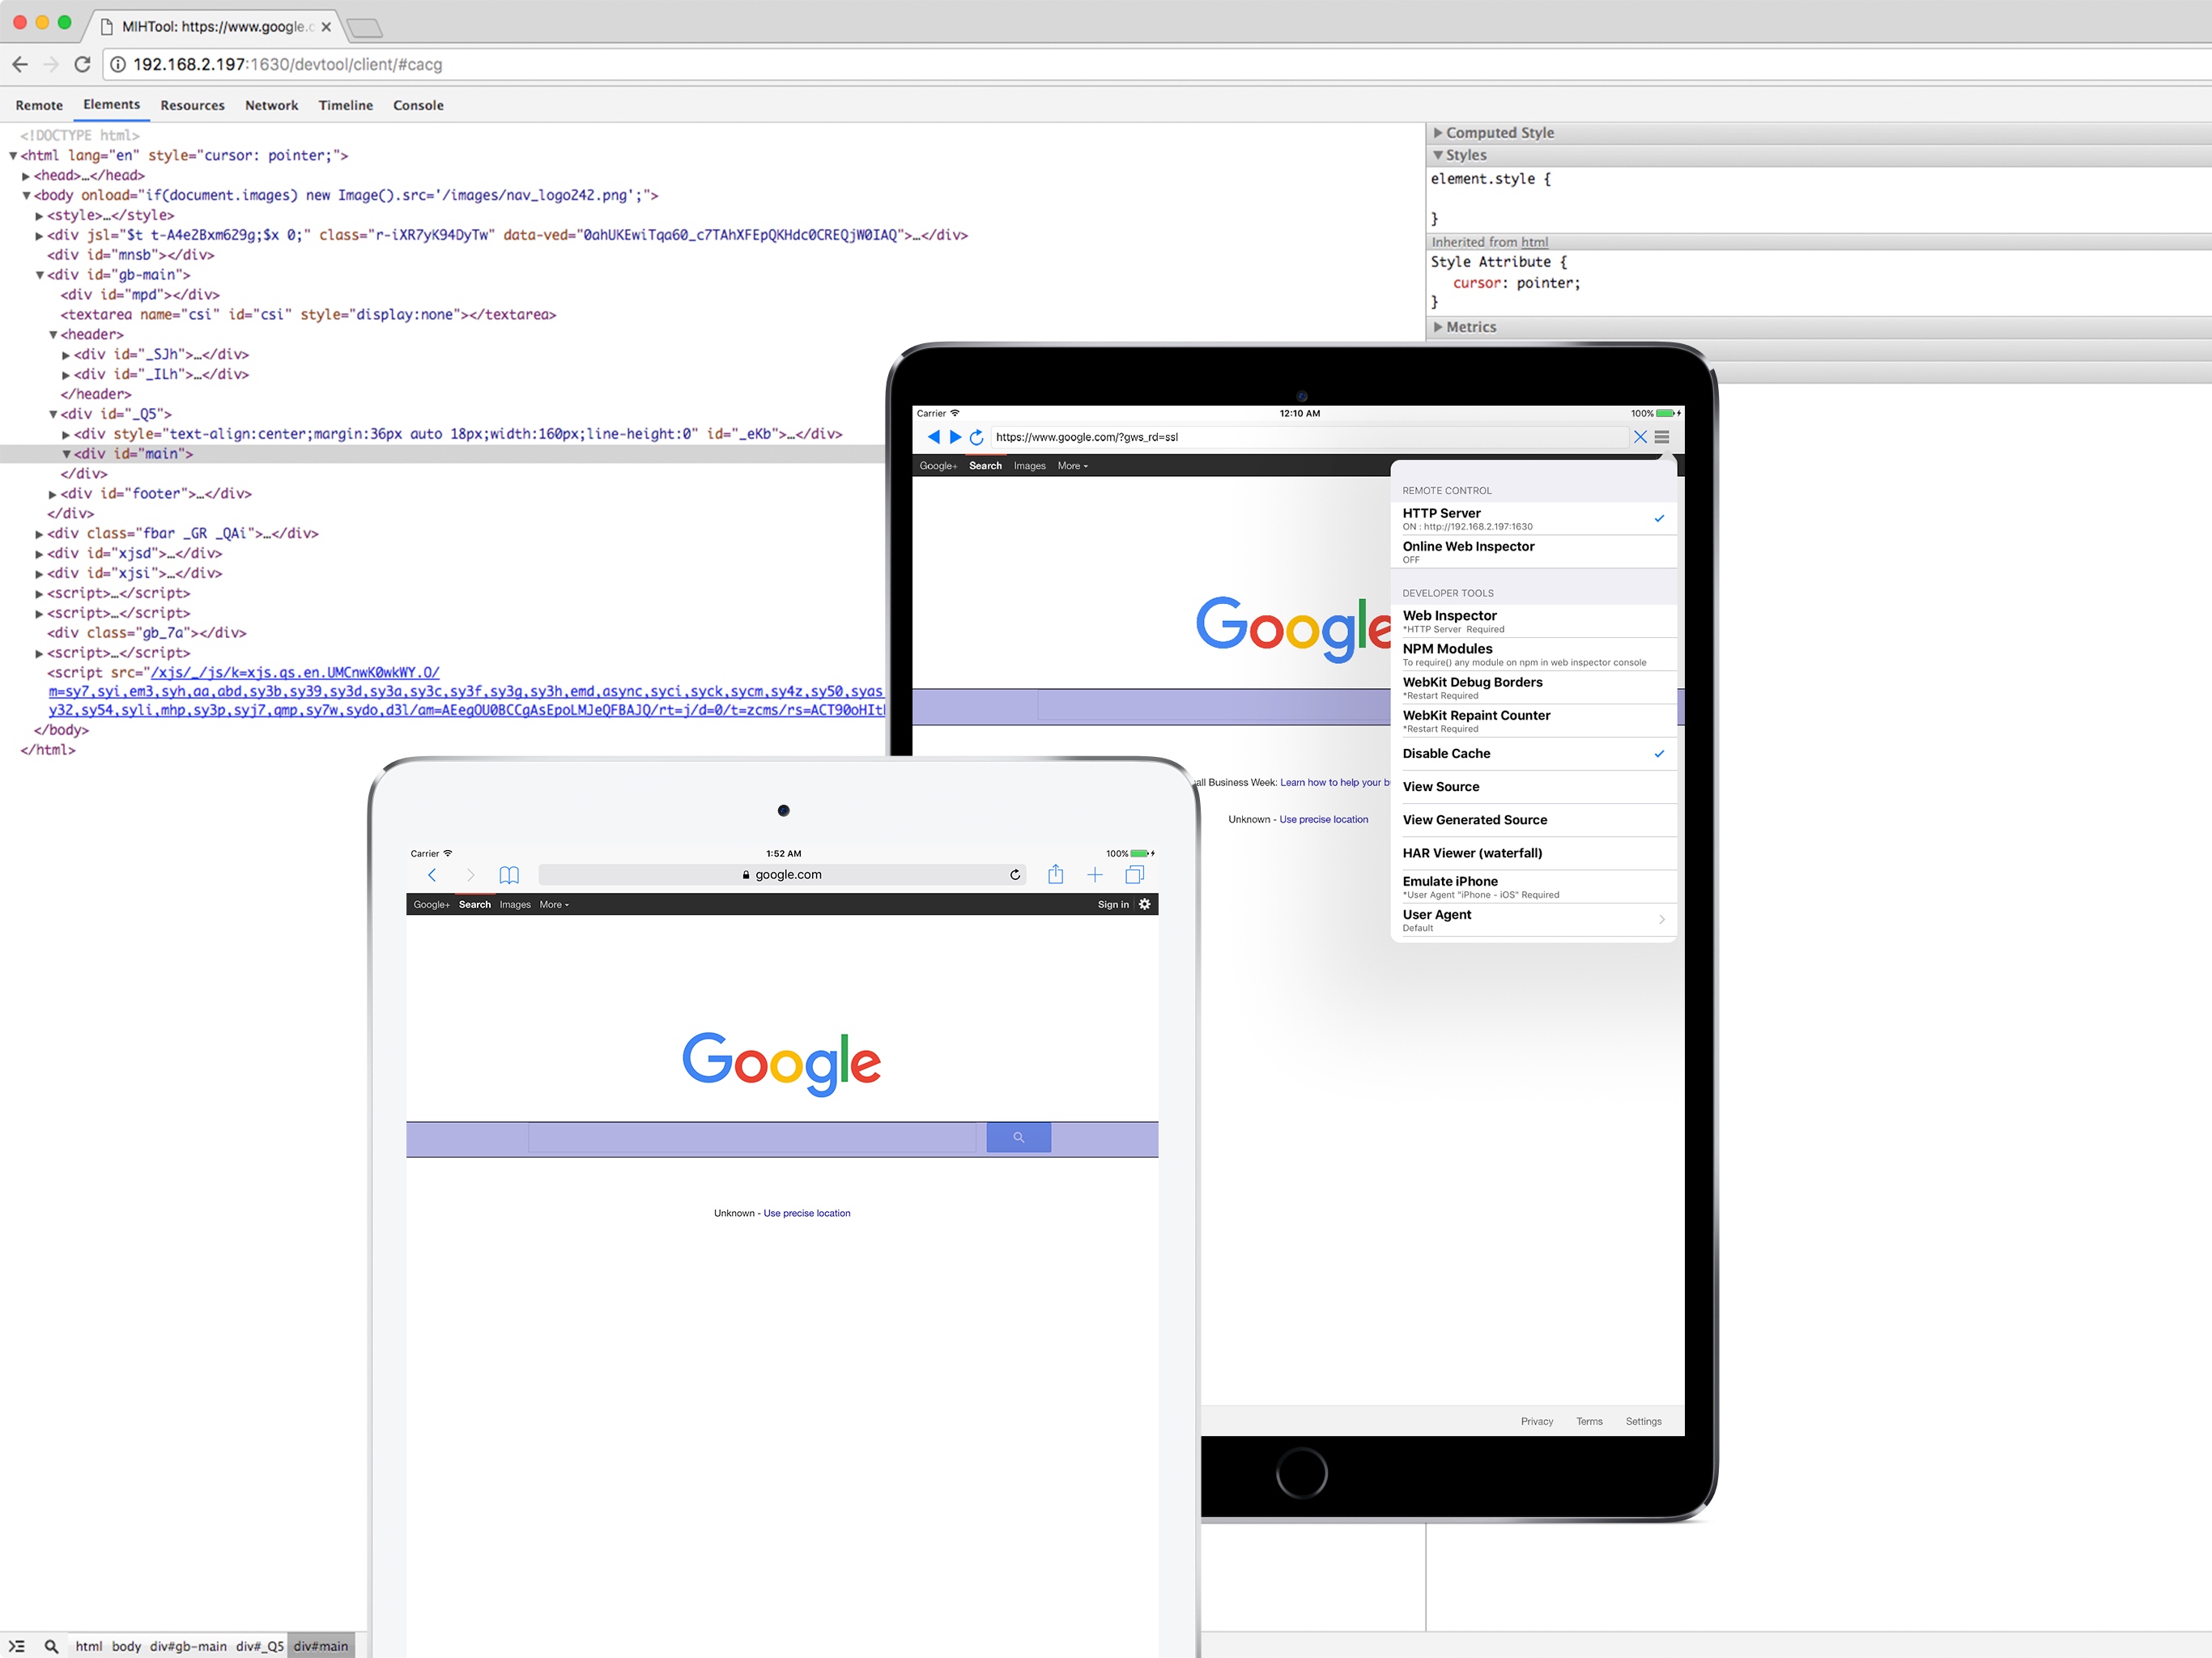 MIHTool: https://www.google.c
192.168.2.197:1630/devtool/client/#cacg
Remote Elements Resources Network Timeline Console
<!DOCTYPE html>
▼<html lang="en" style="cursor: pointer;">
▶<head>…</head>
▼<body onload="if(document.images) new Image().src='/images/nav_logo242.png';">
▶<style>…</style>
▶<div jsl="$t t-A4e2Bxm629g;$x 0;" class="r-iXR7yK94DyTw" data-ved="0ahUKEwiTqa60_c7TAhXFEpQKHdc0CREQjW0IAQ">…</div>
<div id="mnsb"></div>
▼<div id="gb-main">
<div id="mpd"></div>
<textarea name="csi" id="csi" style="display:none"></textarea>
▼<header>
▶<div id="_SJh">…</div>
▶<div id="_ILh">…</div>
</header>
▼<div id="_Q5">
▶<div style="text-align:center;margin:36px auto 18px;width:160px;line-height:0" id="_eKb">…</div>
▼<div id="main">
</div>
▶<div id="footer">…</div>
</div>
▶<div class="fbar _GR _QAi">…</div>
▶<div id="xjsd">…</div>
▶<div id="xjsi">…</div>
▶<script>…</script>
▶<script>…</script>
<div class="gb_7a"></div>
▶<script>…</script>
<script src="/xjs/_/js/k=xjs.qs.en.UMCnwK0wkWY.O/
m=sy7,syi,em3,syh,aa,abd,sy3b,sy39,sy3d,sy3a,sy3c,sy3f,sy3g,sy3h,emd,async,syci,syck,sycm,sy4z,sy50,syas
y32,sy54,syli,mhp,sy3p,syj7,qmp,sy7w,sydo,d3l/am=AEegOU0BCCgAsEpoLMJeQFBAJQ/rt=j/d=0/t=zcms/rs=ACT90oHIt
</body>
</html>
▶Computed Style
▼Styles
element.style {
}
Inherited from html
Style Attribute {
cursor: pointer;
}
▶Metrics
Carrier 12:10 AM 100%
https://www.google.com/?gws_rd=ssl
Google+ Search Images More
REMOTE CONTROL
HTTP Server
ON : http://192.168.2.197:1630
Online Web Inspector
OFF
DEVELOPER TOOLS
Web Inspector
*HTTP Server Required
NPM Modules
To require() any module on npm in web inspector console
WebKit Debug Borders
*Restart Required
WebKit Repaint Counter
*Restart Required
Disable Cache
View Source
View Generated Source
HAR Viewer (waterfall)
Emulate iPhone
*User Agent "iPhone - iOS" Required
User Agent
Default
Google
all Business Week: Learn how to help your b
Unknown - Use precise location
Privacy Terms Settings
Carrier 1:52 AM 100%
google.com
Google+ Search Images More Sign in
Google
Unknown - Use precise location
html body div#gb-main div#_Q5 div#main